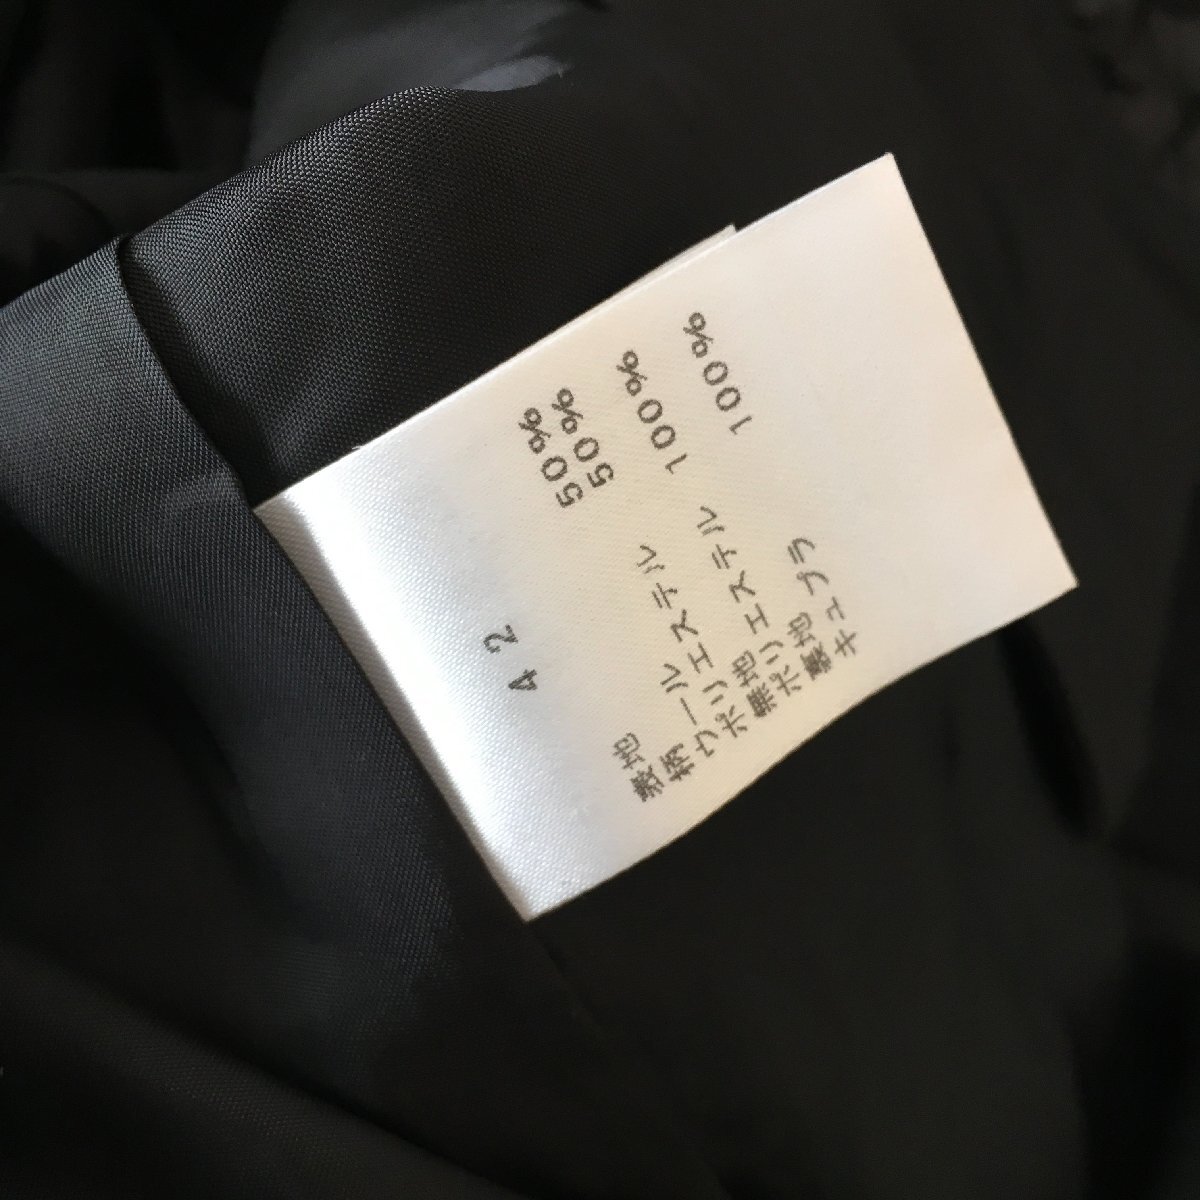 42
表地
柄ウール 50%
ポリエステル 50%
無地
ポリエステル 100%
裏地
キュプラ 100%